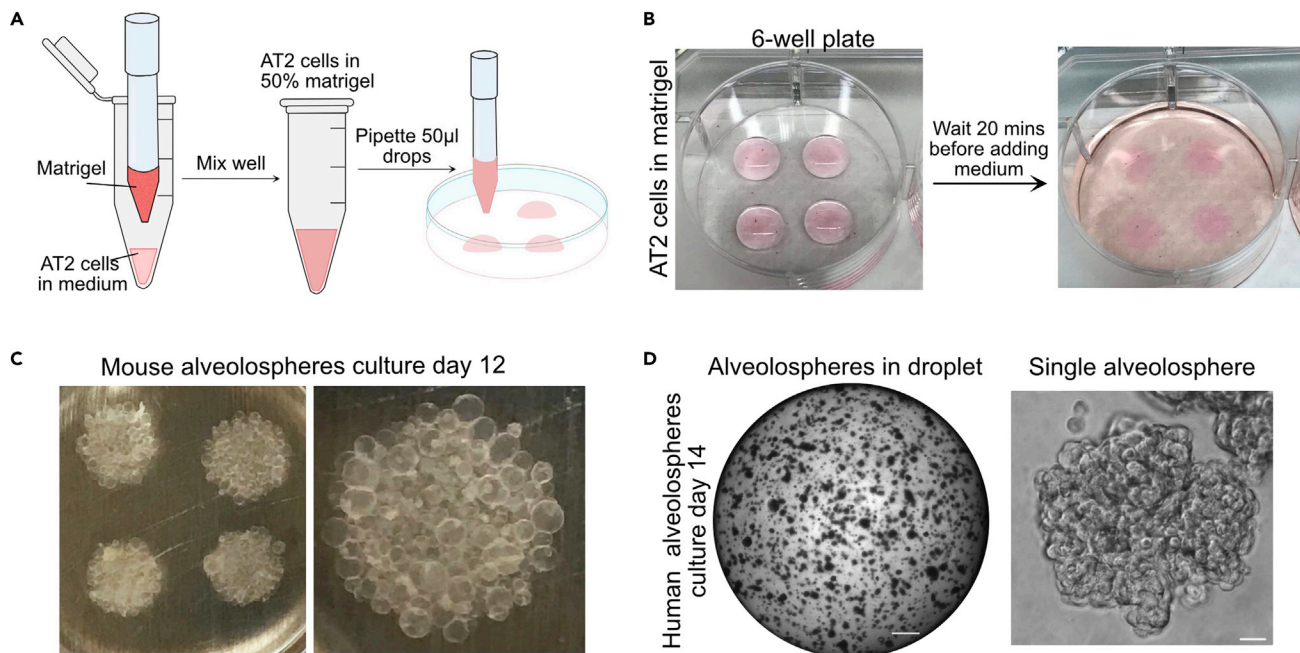 A
AT2 cells in
50% matrigel
Matrigel
Mix well
Pipette 50µl
drops
AT2 cells
in medium
B
6-well plate
AT2 cells in matrigel
Wait 20 mins
before adding
medium
C
Mouse alveolospheres culture day 12
D
Alveolospheres in droplet
Single alveolosphere
Human alveolospheres
culture day 14